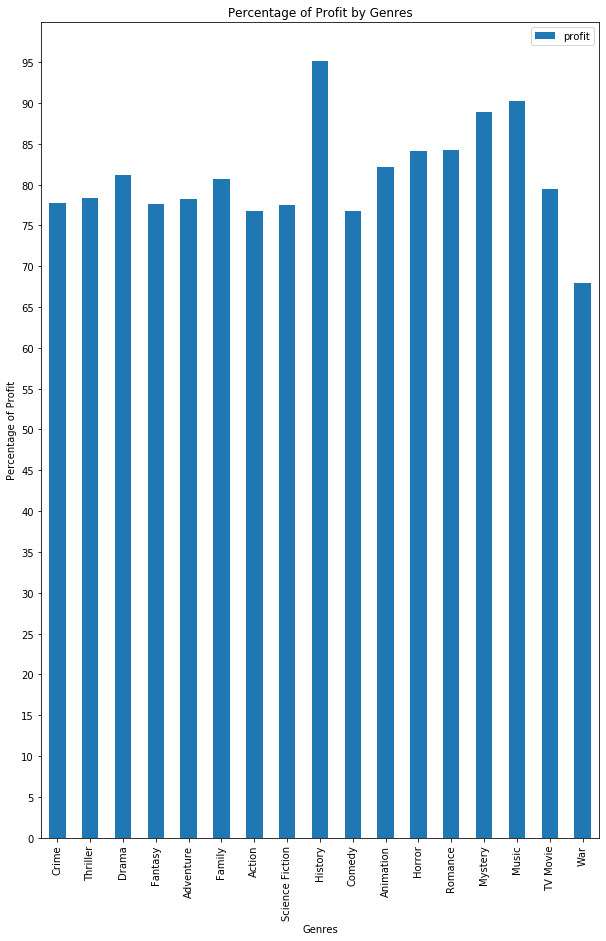 Percentage of Profit by Genres
profit
95
90
85
80
75
70
65
60
55
50
45
40
35
30
25
20
15
10
5
0
Percentage of Profit
Crime
Thriller
Drama
Fantasy
Adventure
Family
Action
Science Fiction
History
Comedy
Animation
Horror
Romance
Mystery
Music
TV Movie
War
Genres